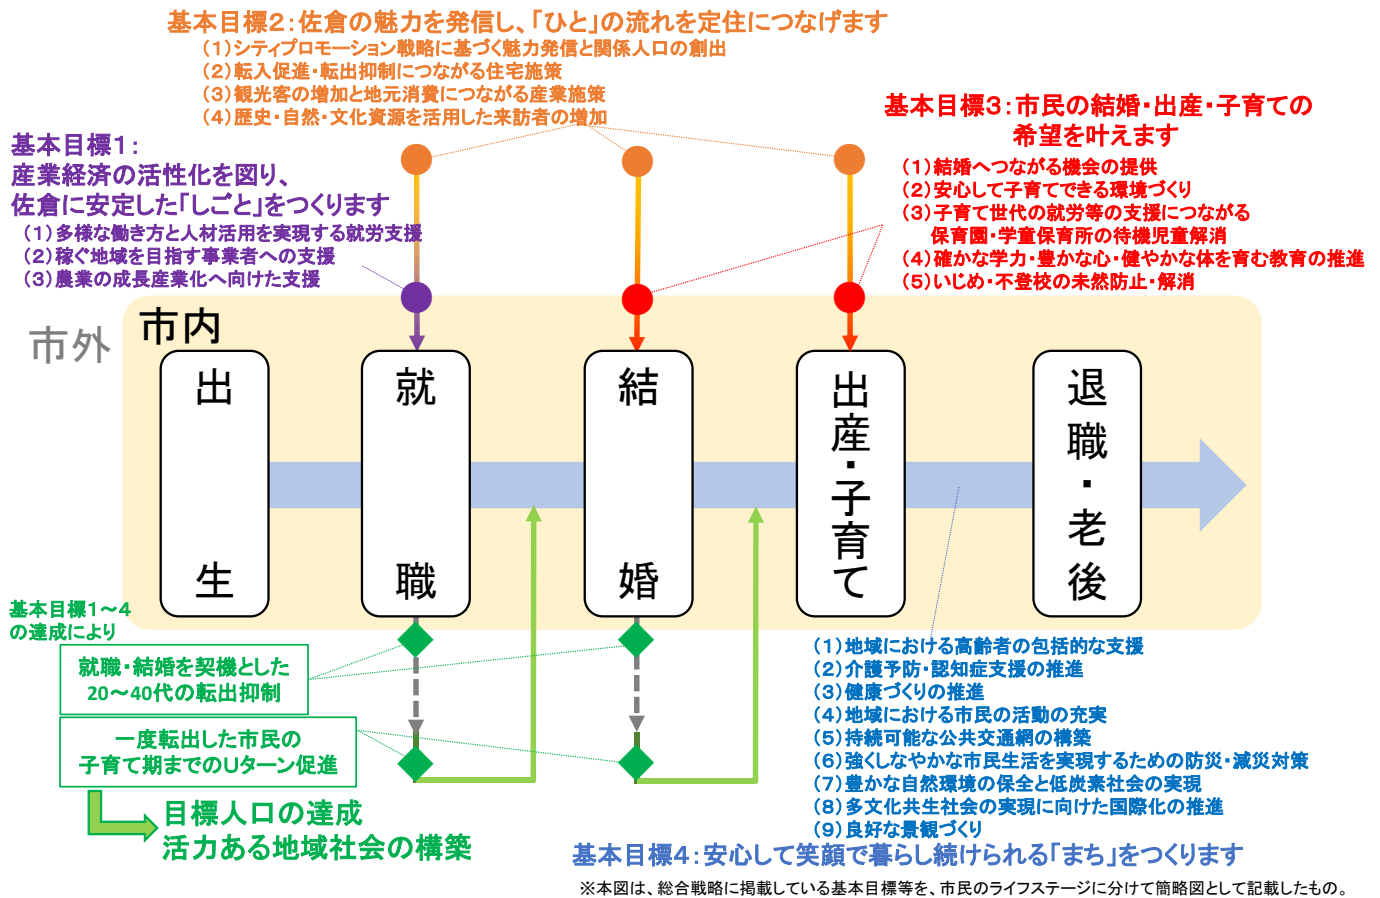 基本目標２：佐倉の魅力を発信し、「ひと」の流れを定住につなげます
（１）シティプロモーション戦略に基づく魅力発信と関係人口の創出
（２）転入促進・転出抑制につながる住宅施策
（３）観光客の増加と地元消費につながる産業施策
（４）歴史・自然・文化資源を活用した来訪者の増加
基本目標３：市民の結婚・出産・子育ての
希望を叶えます
（１）結婚へつながる機会の提供
（２）安心して子育てできる環境づくり
（３）子育て世代の就労等の支援につながる
保育園・学童保育所の待機児童解消
（４）確かな学力・豊かな心・健やかな体を育む教育の推進
（５）いじめ・不登校の未然防止・解消
基本目標１：
産業経済の活性化を図り、
佐倉に安定した「しごと」をつくります
（１）多様な働き方と人材活用を実現する就労支援
（２）稼ぐ地域を目指す事業者への支援
（３）農業の成長産業化へ向けた支援
市外
市内
出生
就職
結婚
出産・子育て
退職・老後
基本目標１～４
の達成により
就職・結婚を契機とした
20～40代の転出抑制
一度転出した市民の
子育て期までのＵターン促進
目標人口の達成
活力ある地域社会の構築
（１）地域における高齢者の包括的な支援
（２）介護予防・認知症支援の推進
（３）健康づくりの推進
（４）地域における市民の活動の充実
（５）持続可能な公共交通網の構築
（６）強くしなやかな市民生活を実現するための防災・減災対策
（７）豊かな自然環境の保全と低炭素社会の実現
（８）多文化共生社会の実現に向けた国際化の推進
（９）良好な景観づくり
基本目標４：安心して笑顔で暮らし続けられる「まち」をつくります
※本図は、総合戦略に掲載している基本目標等を、市民のライフステージに分けて簡略図として記載したもの。